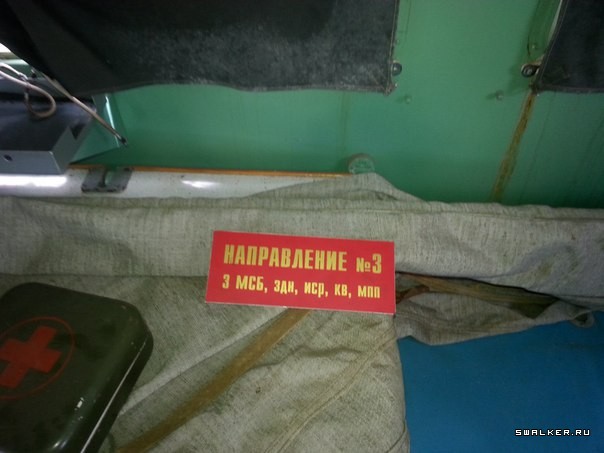 НАПРАВЛЕНИЕ №3
3 МСБ, здн, иср, кв, мпп
SWALKER.RU